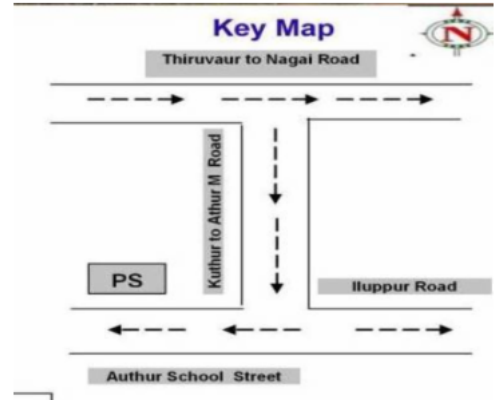 Key Map
N
Thiruvaur to Nagai Road
Kuthur to Athur M Road
PS
Iluppur Road
Authur School Street